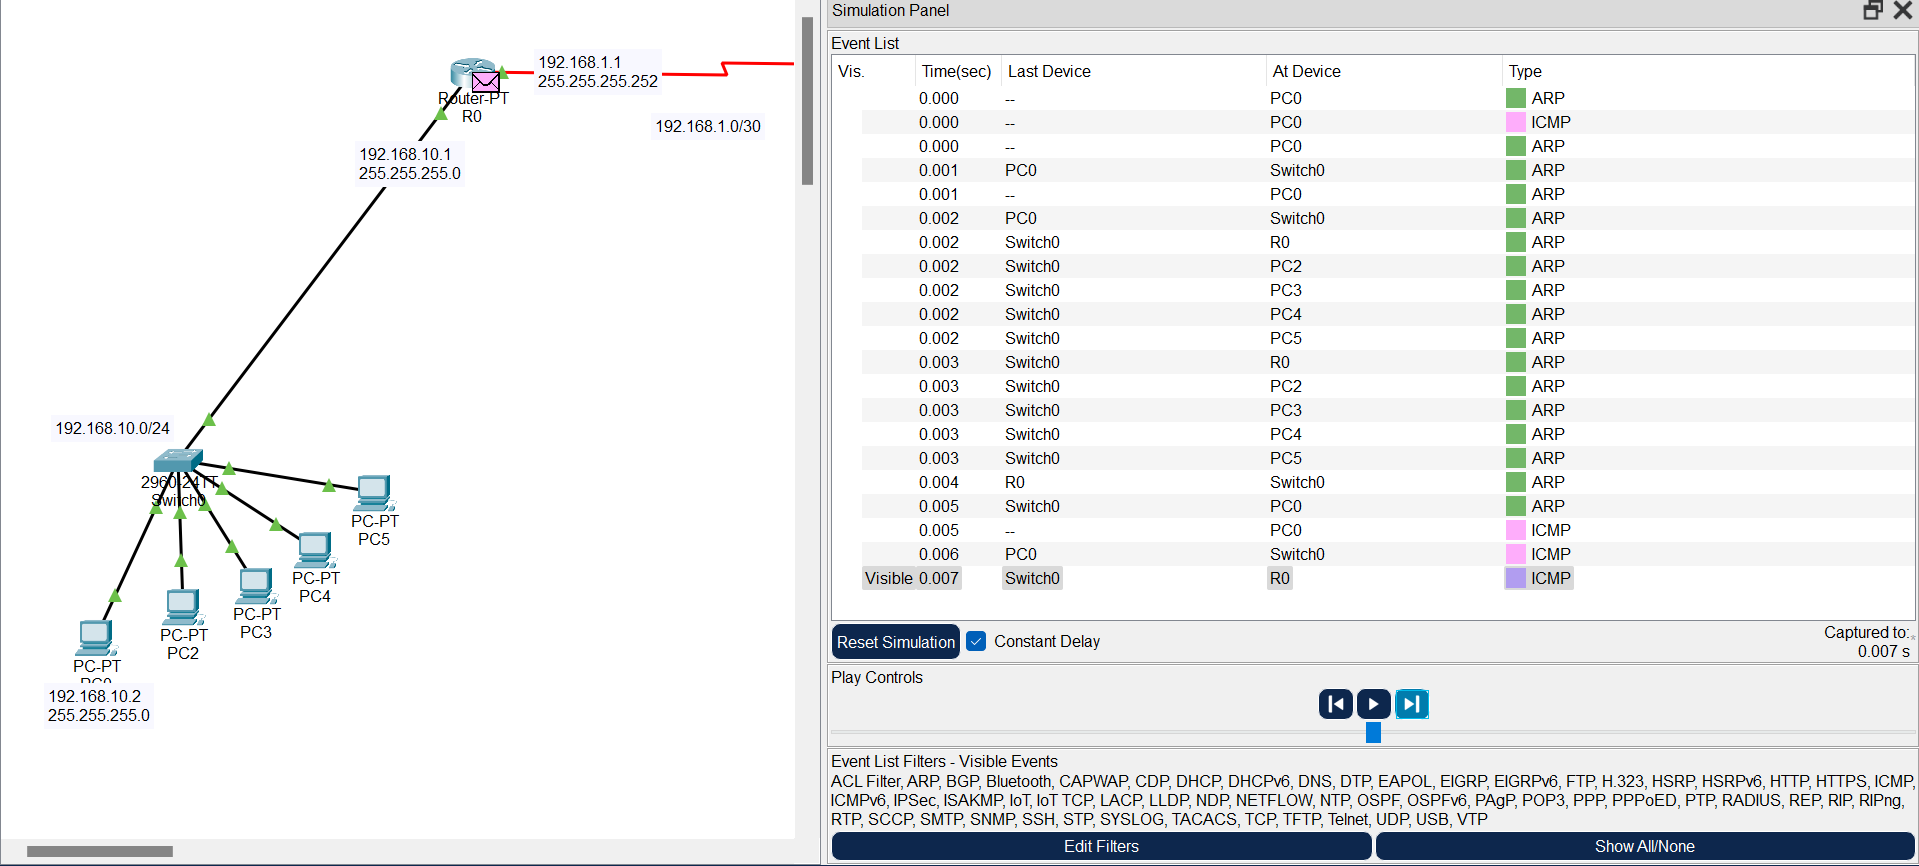 192.168.1.1
255.255.255.252
Router-PT
R0
192.168.1.0/30
192.168.10.1
255.255.255.0
192.168.10.0/24
2960-24TT
Switch0
PC-PT
PC5
PC-PT
PC4
PC-PT
PC3
PC-PT
PC2
PC-PT
PC0
192.168.10.2
255.255.255.0
Simulation Panel
Event List
Vis. Time(sec) Last Device At Device Type
0.000 -- PC0 ARP
0.000 -- PC0 ICMP
0.000 -- PC0 ARP
0.001 PC0 Switch0 ARP
0.001 -- PC0 ARP
0.002 PC0 Switch0 ARP
0.002 Switch0 R0 ARP
0.002 Switch0 PC2 ARP
0.002 Switch0 PC3 ARP
0.002 Switch0 PC4 ARP
0.002 Switch0 PC5 ARP
0.003 Switch0 R0 ARP
0.003 Switch0 PC2 ARP
0.003 Switch0 PC3 ARP
0.003 Switch0 PC4 ARP
0.003 Switch0 PC5 ARP
0.004 R0 Switch0 ARP
0.005 Switch0 PC0 ARP
0.005 -- PC0 ICMP
0.006 PC0 Switch0 ICMP
Visible 0.007 Switch0 R0 ICMP
Reset Simulation Constant Delay
Captured to:*
0.007 s
Play Controls
Event List Filters - Visible Events
ACL Filter, ARP, BGP, Bluetooth, CAPWAP, CDP, DHCP, DHCPv6, DNS, DTP, EAPOL, EIGRP, EIGRPv6, FTP, H.323, HSRP, HSRPv6, HTTP, HTTPS, ICMP,
ICMPv6, IPSec, ISAKMP, IoT, IoT TCP, LACP, LLDP, NDP, NETFLOW, NTP, OSPF, OSPFv6, PAgP, POP3, PPP, PPPoED, PTP, RADIUS, REP, RIP, RIPng,
RTP, SCCP, SMTP, SNMP, SSH, STP, SYSLOG, TACACS, TCP, TFTP, Telnet, UDP, USB, VTP
Edit Filters Show All/None